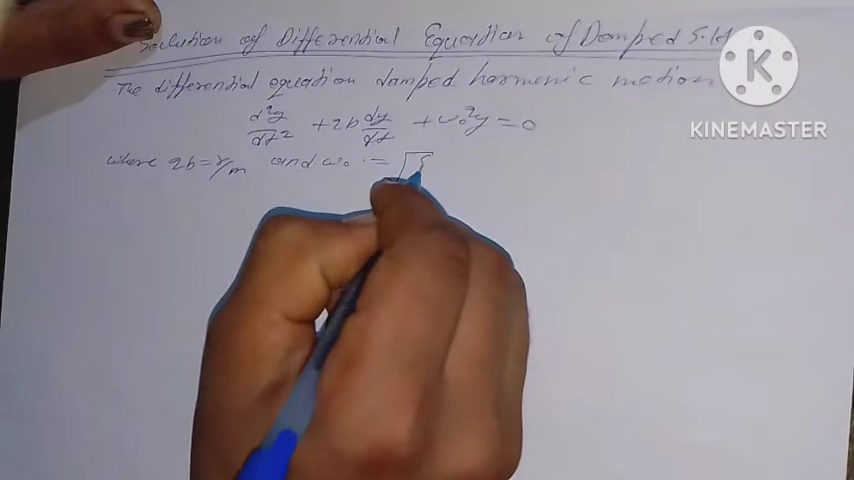 Solution of Differential Equation of Damped S.H
The differential equation damped harmonic motion
d²y/dt² + 2b dy/dt + ω₀²y = 0
where 2b = r/m and ω₀ = √s
K
KINEMASTER